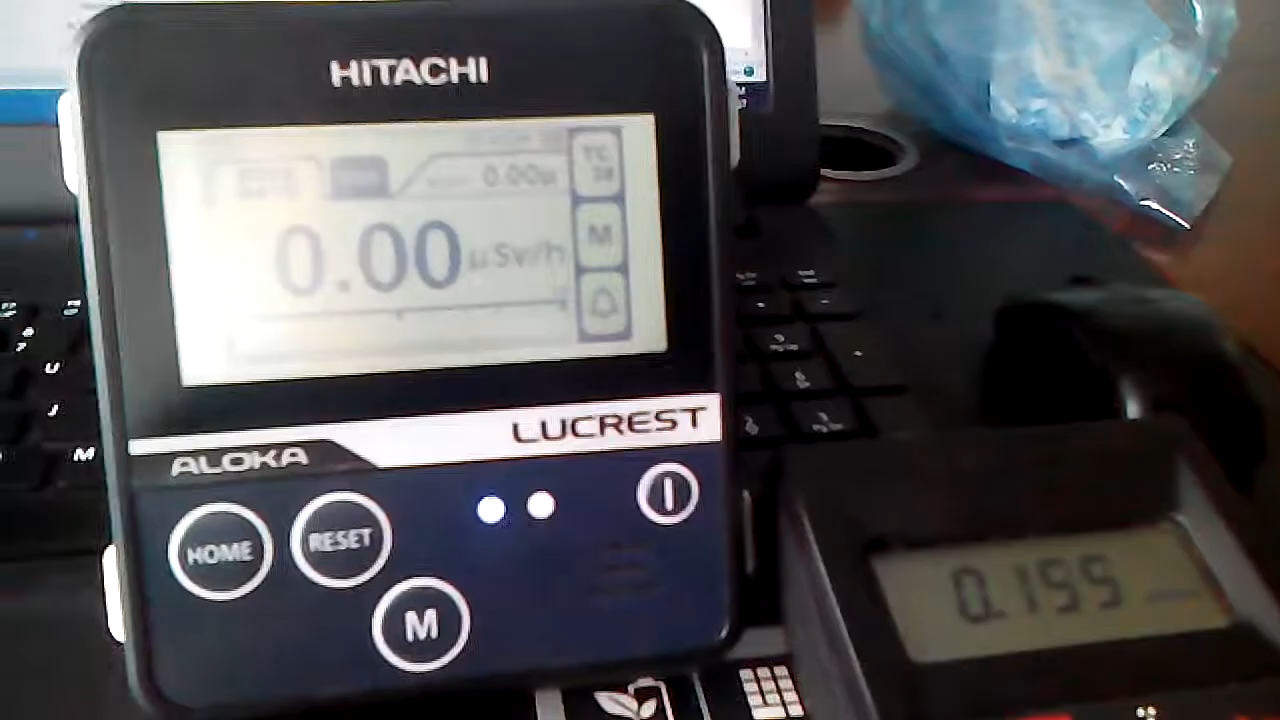 HITACHI
0.00μ
TC
M
0.00 μSv/h
LUCREST
ALOKA
HOME
RESET
M
0.199
U
J
M